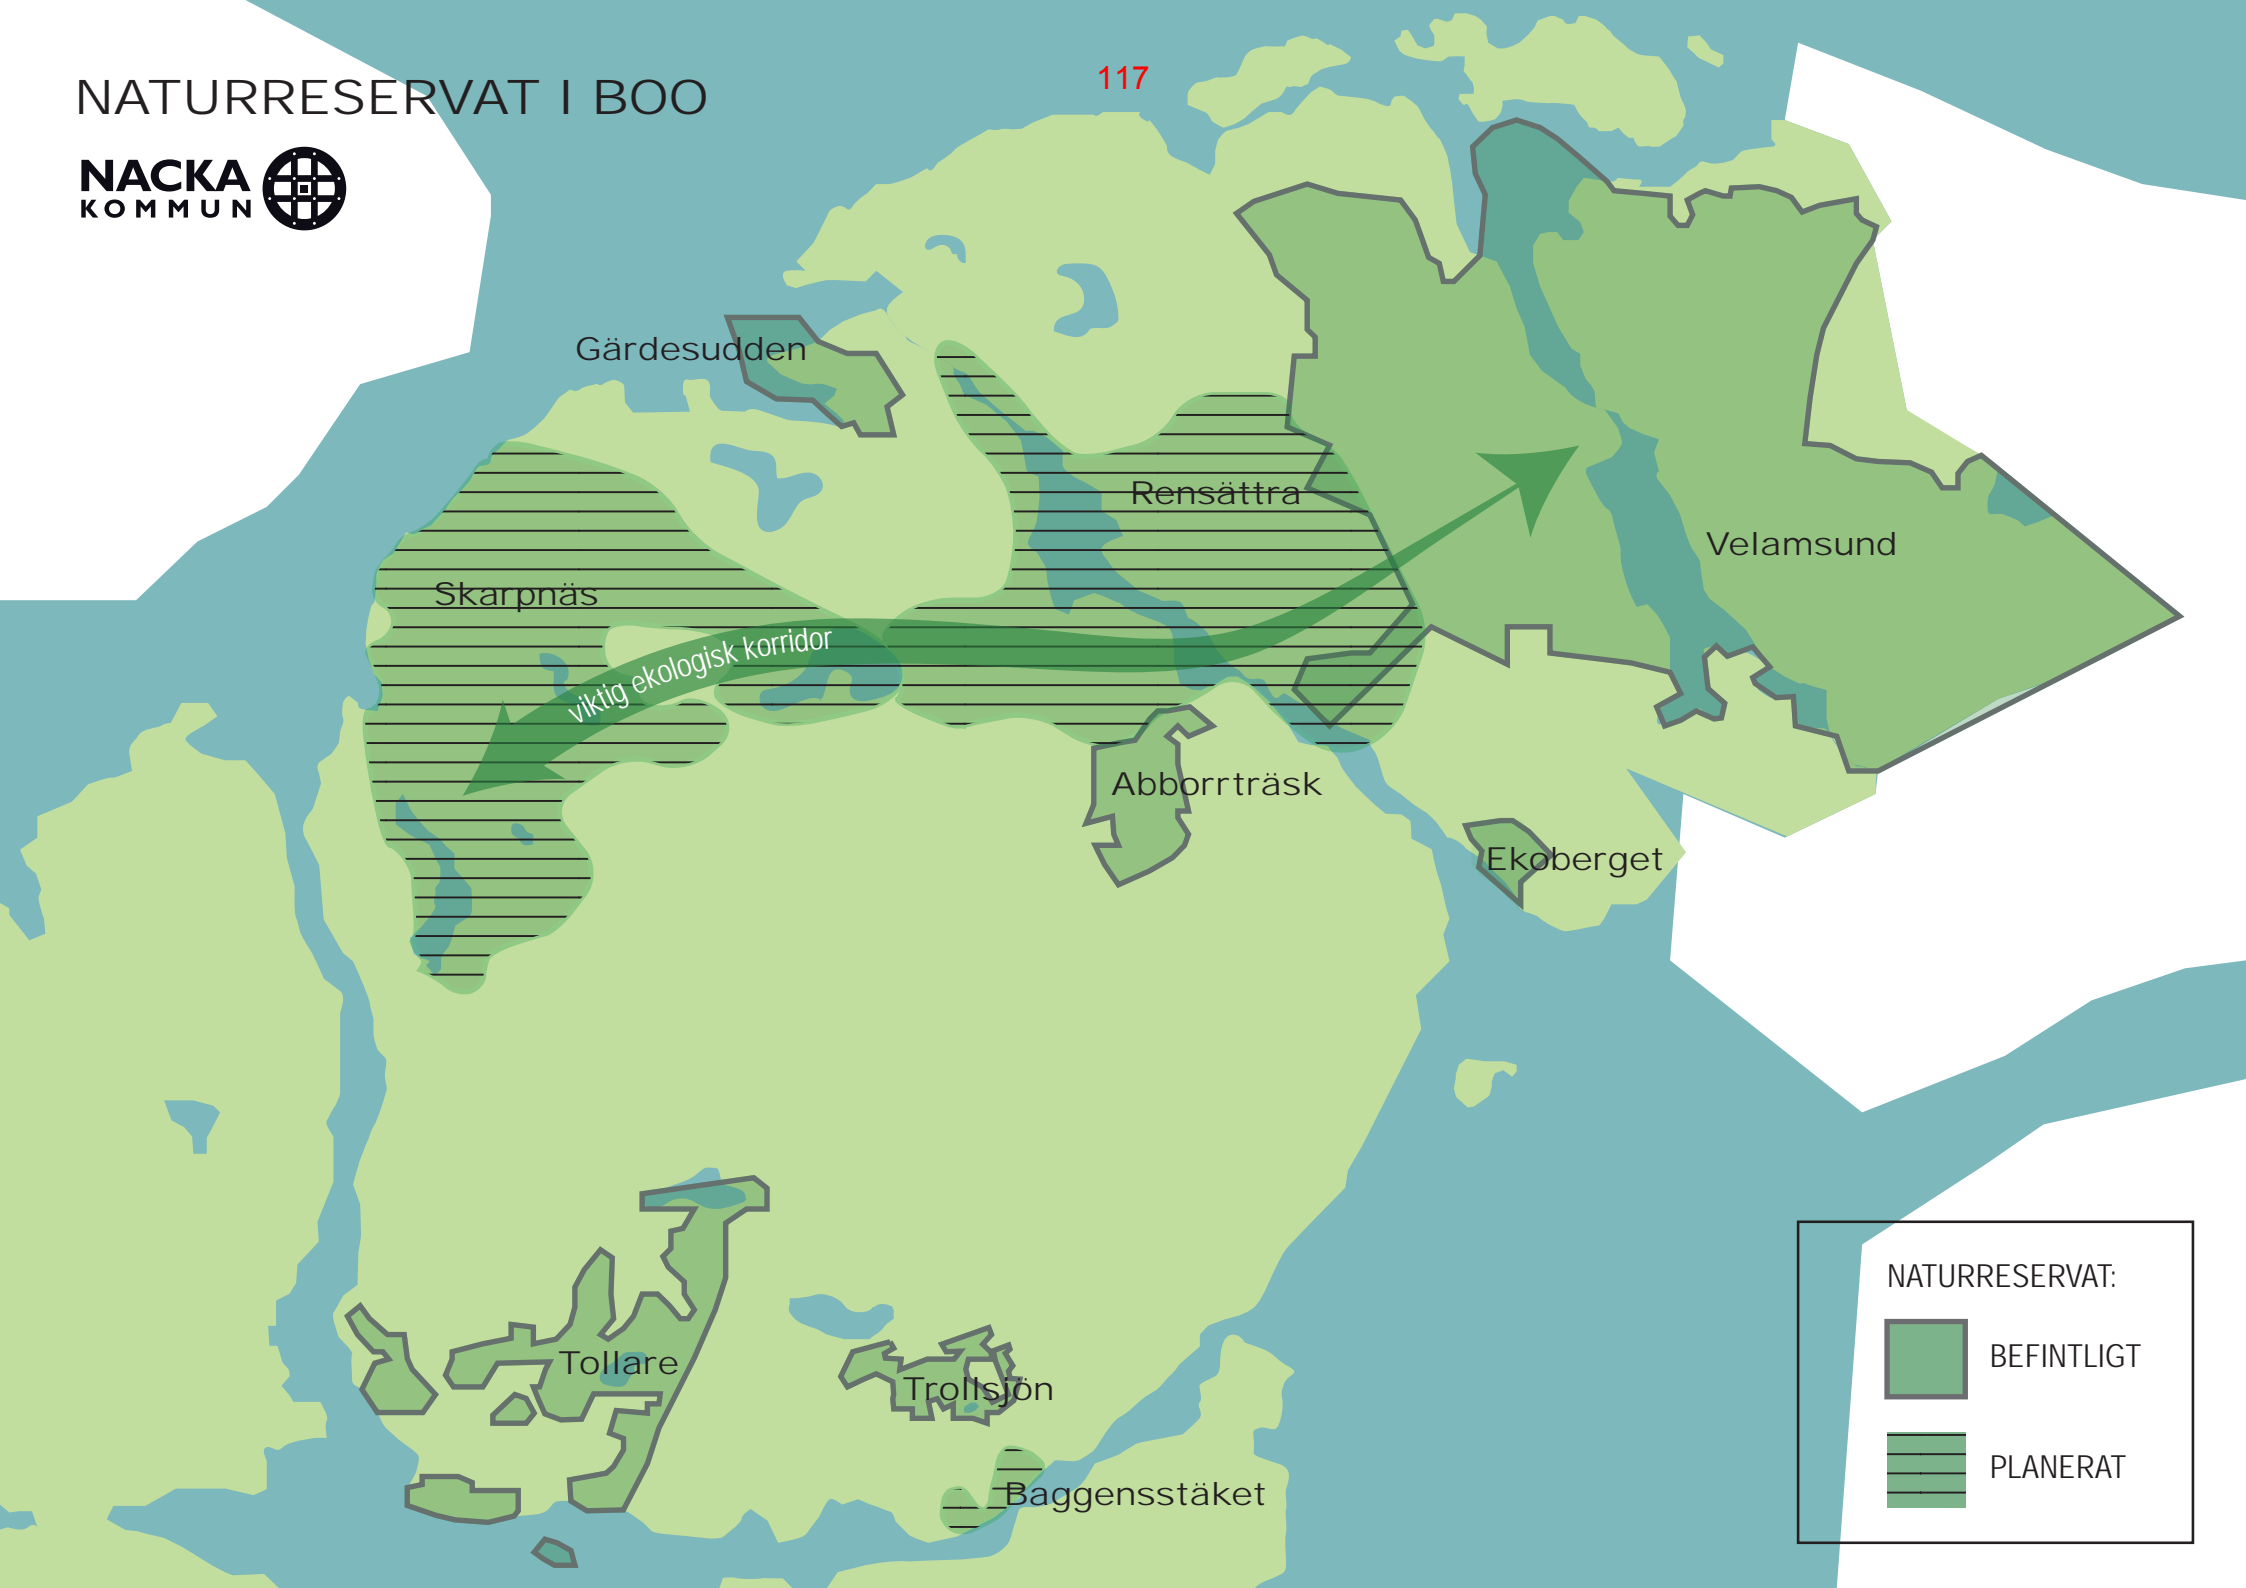 117
NATURRESERVAT I BOO
NACKA
KOMMUN
Gärdesudden
Rensättra
Velamsund
Skarpnäs
viktig ekologisk korridor
Abborrträsk
Ekoberget
Tollare
Trollsjön
Baggensstäket
NATURRESERVAT:
BEFINTLIGT
PLANERAT